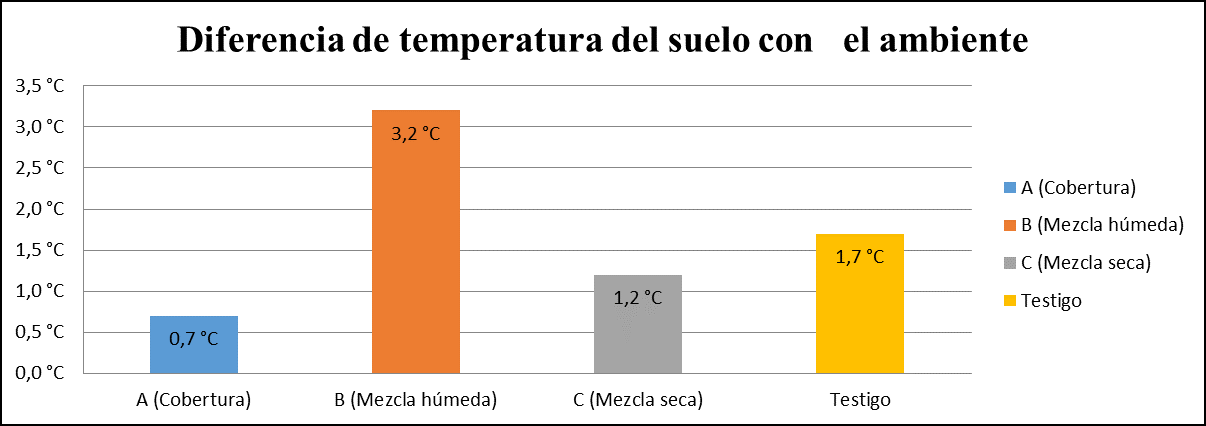 Diferencia de temperatura del suelo con el ambiente
3,5 °C
3,0 °C
2,5 °C
2,0 °C
1,5 °C
1,0 °C
0,5 °C
0,0 °C
0,7 °C
3,2 °C
1,2 °C
1,7 °C
A (Cobertura)
B (Mezcla húmeda)
C (Mezcla seca)
Testigo
A (Cobertura)
B (Mezcla húmeda)
C (Mezcla seca)
Testigo